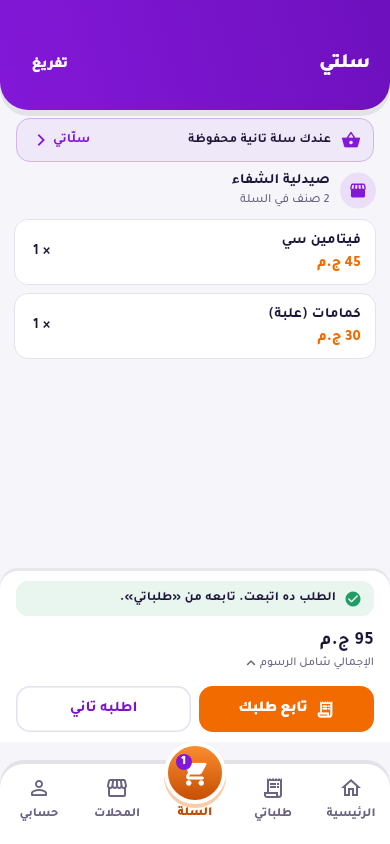 سلتي
تفريغ
عندك سلة تانية محفوظة
سلّاتي
صيدلية الشفاء
2 صنف في السلة
فيتامين سي
45 ج.م
× 1
كمامات (علبة)
30 ج.م
× 1
الطلب ده اتبعت. تابعه من «طلباتي».
95 ج.م
الإجمالي شامل الرسوم
تابع طلبك
اطلبه تاني
الرئيسية
طلباتي
1
السلة
المحلات
حسابي